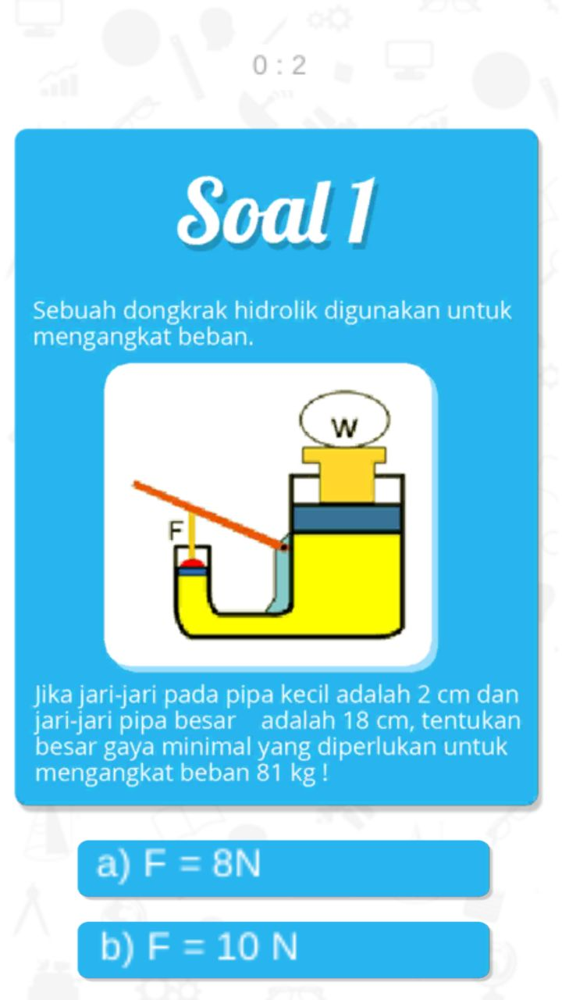 0 : 2
Soal 1
Sebuah dongkrak hidrolik digunakan untuk
mengangkat beban.
W
F
Jika jari-jari pada pipa kecil adalah 2 cm dan
jari-jari pipa besar adalah 18 cm, tentukan
besar gaya minimal yang diperlukan untuk
mengangkat beban 81 kg !
a) F = 8N
b) F = 10 N